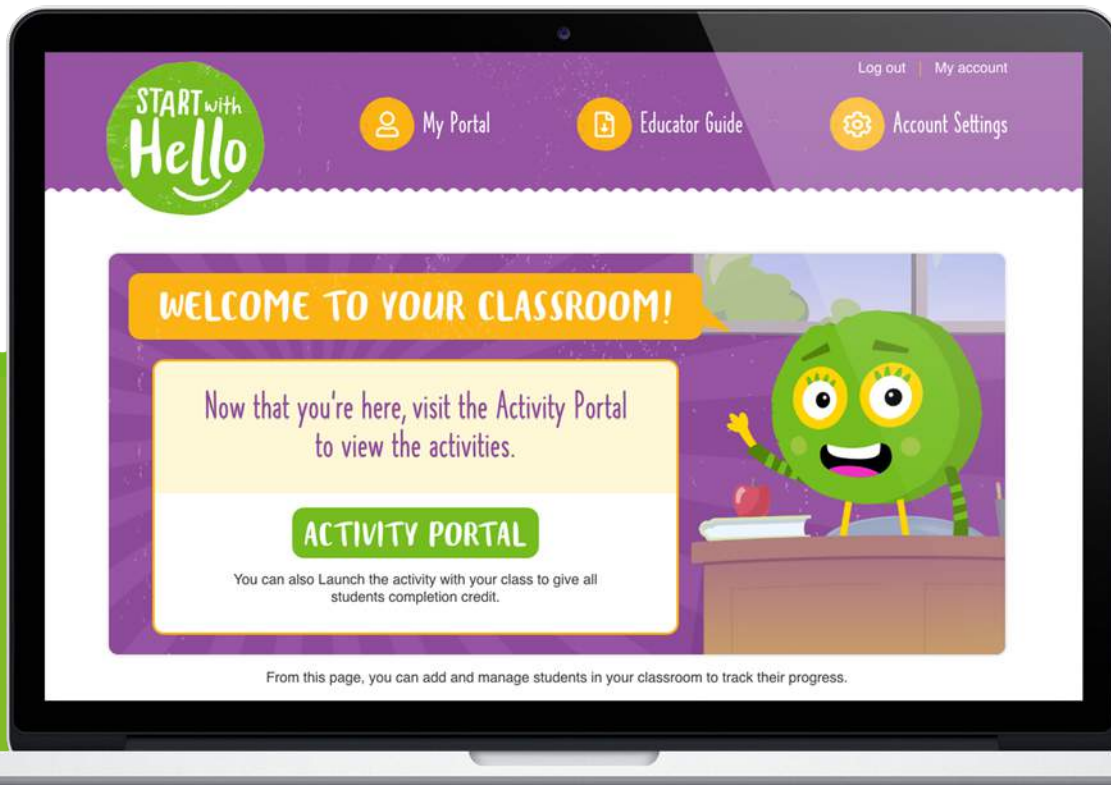 Log out | My account
START with
Hello
My Portal
Educator Guide
Account Settings
WELCOME TO YOUR CLASSROOM!
Now that you're here, visit the Activity Portal
to view the activities.
ACTIVITY PORTAL
You can also Launch the activity with your class to give all
students completion credit.
From this page, you can add and manage students in your classroom to track their progress.